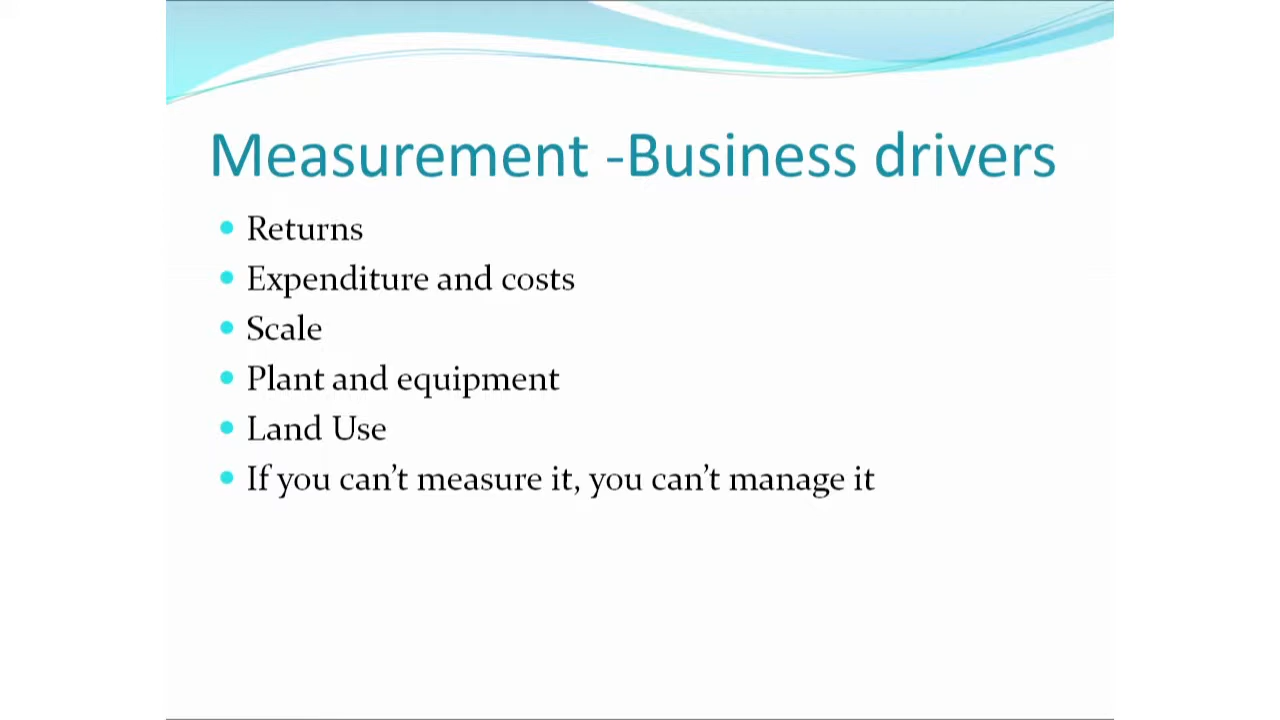 Measurement -Business drivers
Returns
Expenditure and costs
Scale
Plant and equipment
Land Use
If you can’t measure it, you can’t manage it